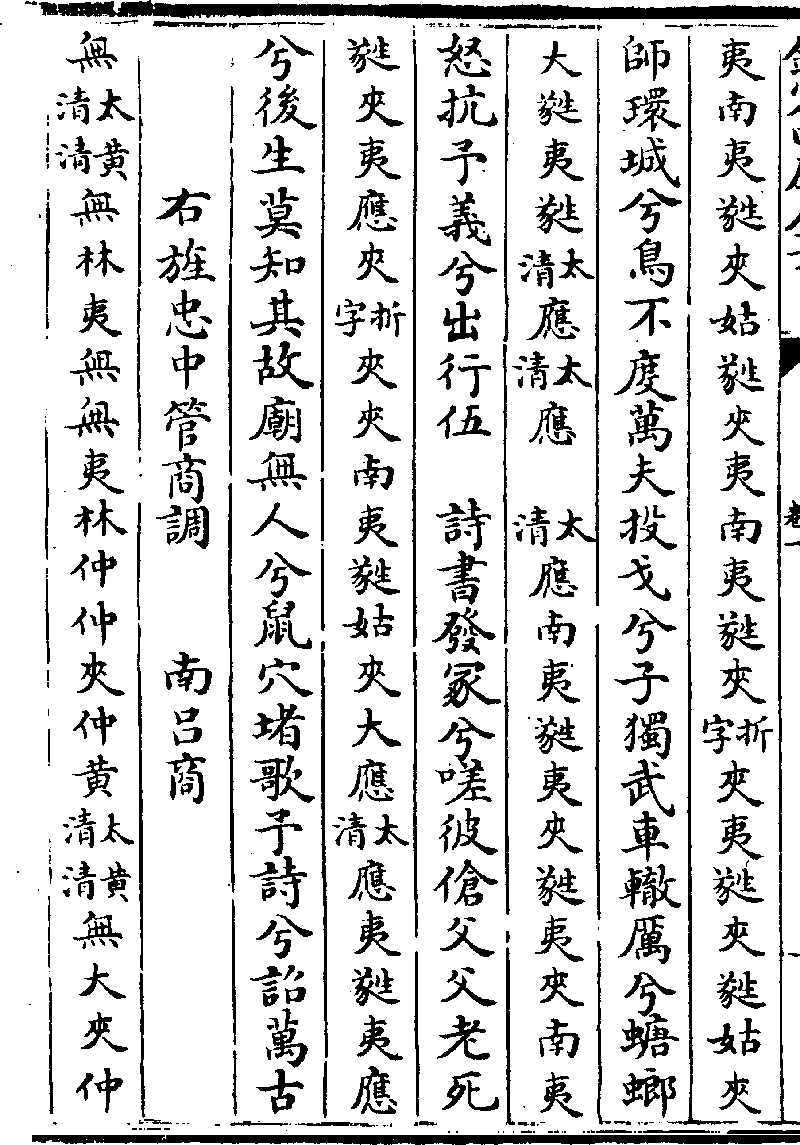 夷南夷蕤夾姑蕤夾夷南夷蕤夾折字夾夷蕤夾蕤姑夾
師環城兮鳥不度萬夫投戈兮子獨武車轍厲兮螗螂
大蕤夷蕤太清應太清應　太清應南夷蕤夷夾蕤夷夾南夷
怒抗予義兮出行伍　詩書發冢兮嗟彼傖父父老死
蕤夾夷應夾折字夾夾南夷蕤姑夾大應太清應夷蕤夷應
兮後生莫知其故廟無人兮鼠穴堵歌予詩兮詔萬古
右旌忠中管商調　南呂商
無太清黄清無林夷無無夷林仲仲夾仲黄太清黄清無大夾仲